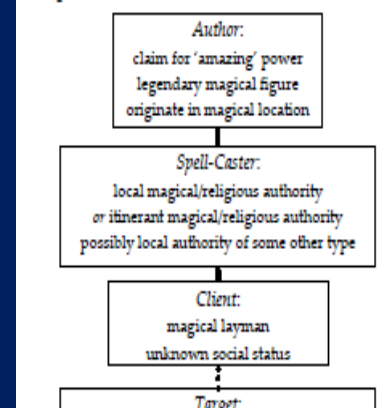 Author:
claim for 'amazing' power
legendary magical figure
originate in magical location
Spell-Caster:
local magical/religious authority
or itinerant magical/religious authority
possibly local authority of some other type
Client:
magical layman
unknown social status
Target: